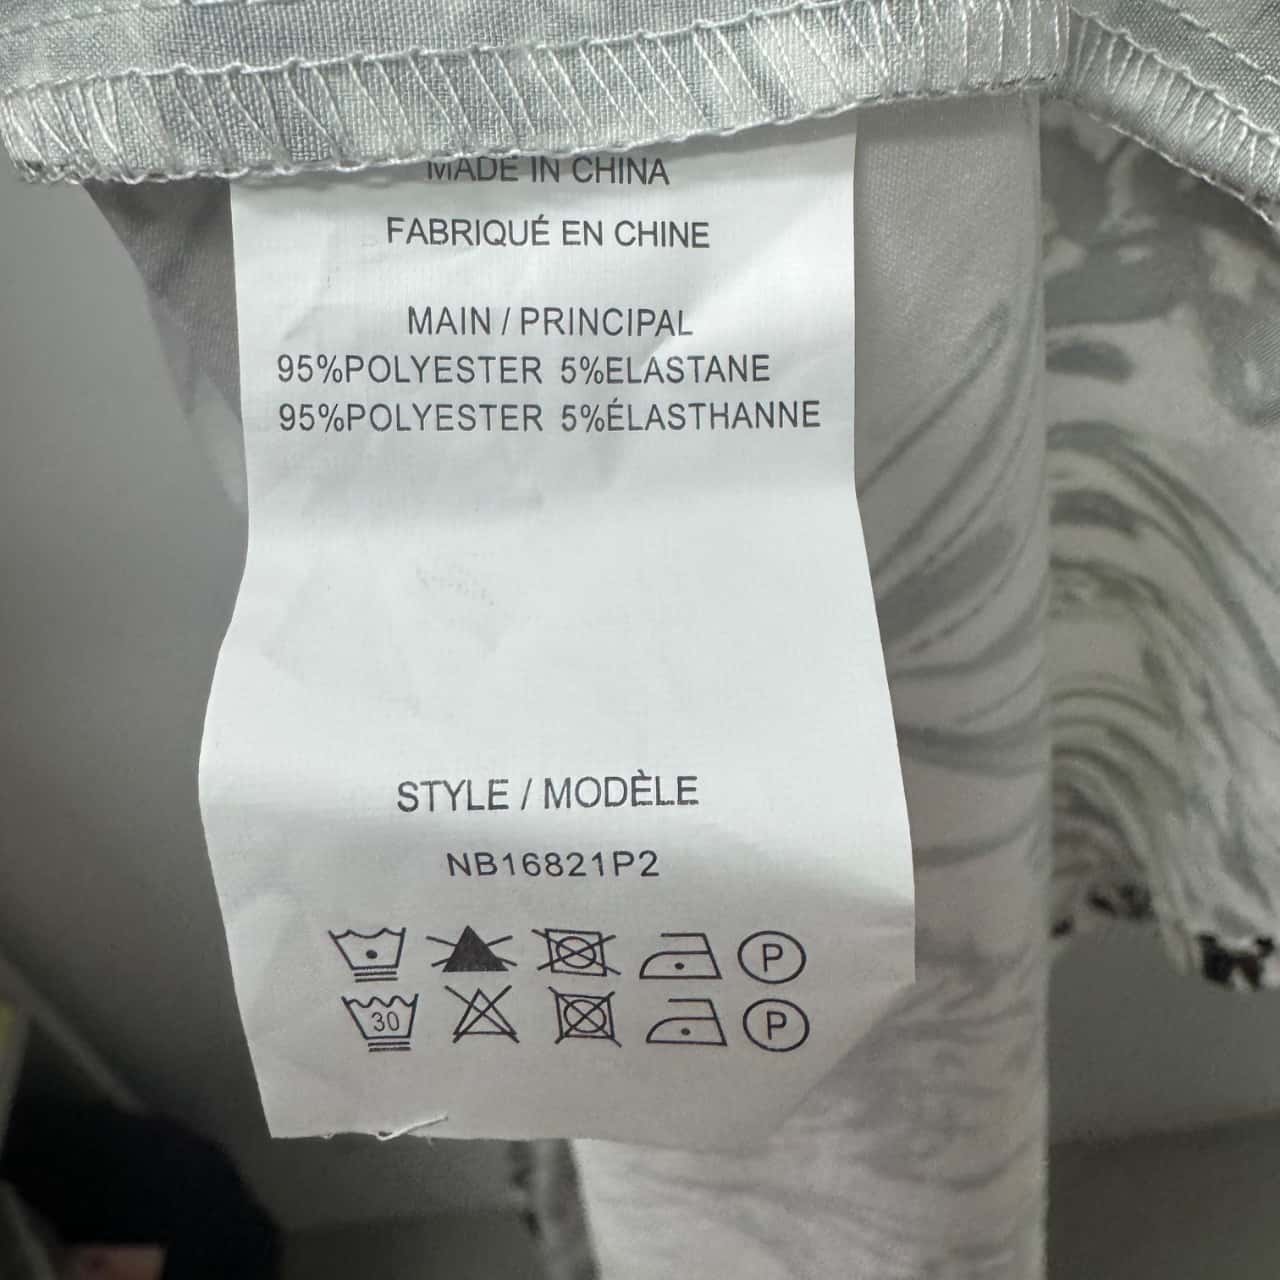 MADE IN CHINA
FABRIQUÉ EN CHINE
MAIN / PRINCIPAL
95%POLYESTER 5%ELASTANE
95%POLYESTER 5%ÉLASTHANNE
STYLE / MODÈLE
NB16821P2
P
30 P